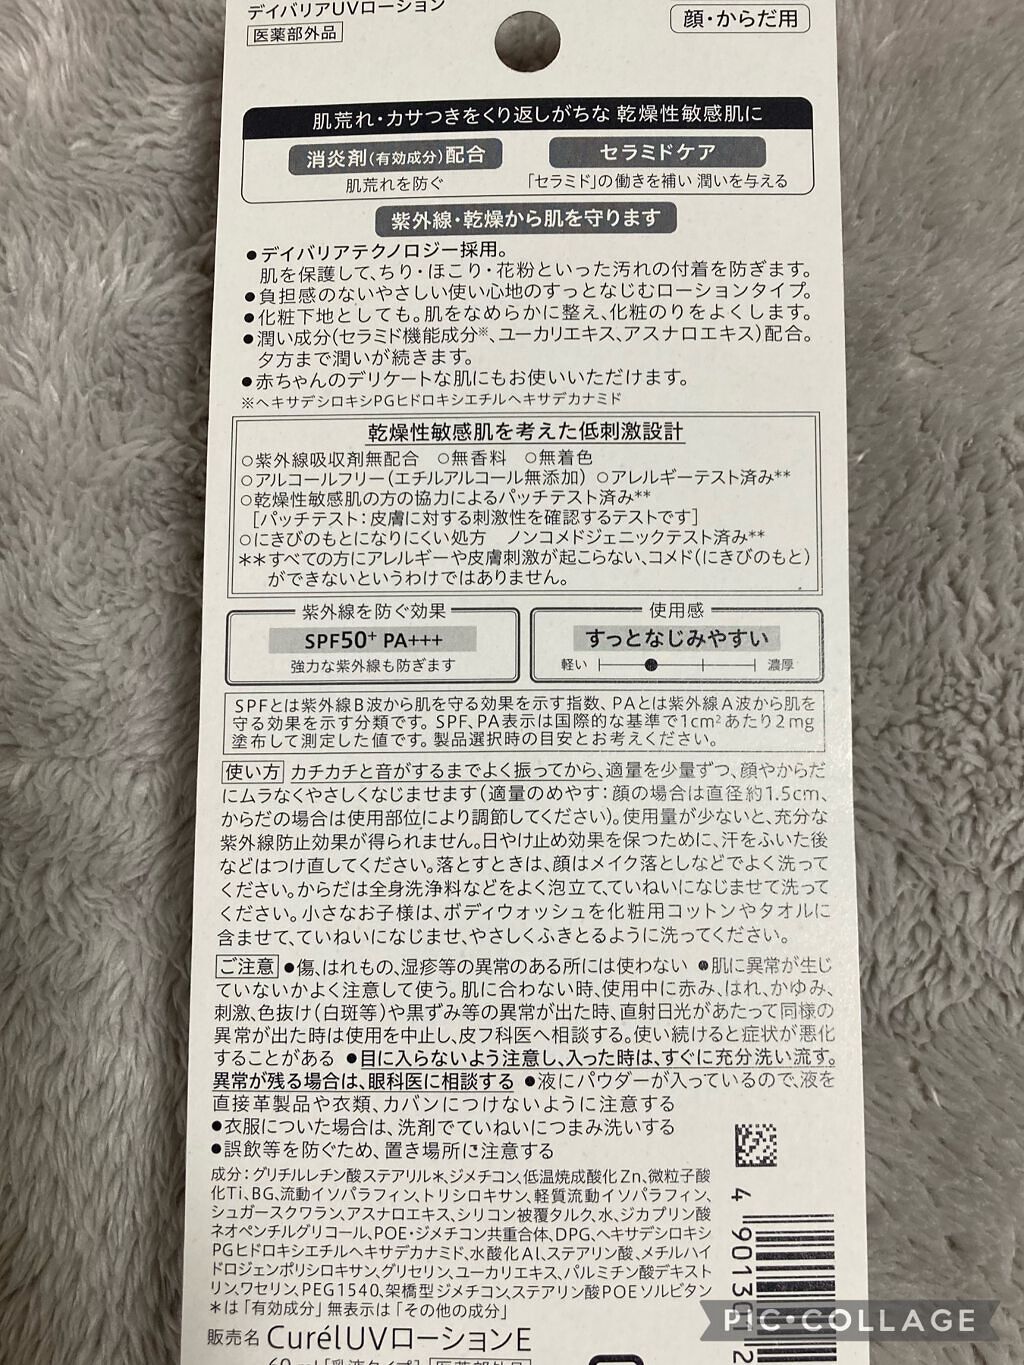 デイバリアUVローション
医薬部外品
顔・からだ用
肌荒れ・カサつきをくり返しがちな 乾燥性敏感肌に
消炎剤(有効成分)配合
肌荒れを防ぐ
セラミドケア
「セラミド」の働きを補い 潤いを与える
紫外線・乾燥から肌を守ります
●デイバリアテクノロジー採用。
肌を保護して、ちり・ほこり・花粉といった汚れの付着を防ぎます。
●負担感のないやさしい使い心地のすっとなじむローションタイプ。
●化粧下地としても。肌をなめらかに整え、化粧のりをよくします。
●潤い成分(セラミド機能成分※、ユーカリエキス、アスナロエキス)配合。
夕方まで潤いが続きます。
●赤ちゃんのデリケートな肌にもお使いいただけます。
※ヘキサデシロキシPGヒドロキシエチルヘキサデカナミド
乾燥性敏感肌を考えた低刺激設計
○紫外線吸収剤無配合 ○無香料 ○無着色
○アルコールフリー(エチルアルコール無添加) ○アレルギーテスト済み**
○乾燥性敏感肌の方の協力によるパッチテスト済み**
[パッチテスト：皮膚に対する刺激性を確認するテストです]
○にきびのもとになりにくい処方 ノンコメドジェニックテスト済み**
**すべての方にアレルギーや皮膚刺激が起こらない、コメド(にきびのもと)
ができないというわけではありません。
紫外線を防ぐ効果
SPF50+ PA+++
強力な紫外線も防ぎます
使用感
すっとなじみやすい
軽い 濃厚
SPFとは紫外線B波から肌を守る効果を示す指数、PAとは紫外線A波から肌を
守る効果を示す分類です。SPF、PA表示は国際的な基準で1cm²あたり2mg
塗布して測定した値です。製品選択時の目安とお考えください。
使い方 カチカチと音がするまでよく振ってから、適量を少量ずつ、顔やからだ
にムラなくやさしくなじませます(適量のめやす：顔の場合は直径約1.5cm、
からだの場合は使用部位により調節してください)。使用量が少ないと、充分な
紫外線防止効果が得られません。日やけ止め効果を保つために、汗をふいた後
などはつけ直してください。落とすときは、顔はメイク落としなどでよく洗って
ください。からだは全身洗浄料などをよく泡立て、ていねいになじませて洗って
ください。小さなお子様は、ボディウォッシュを化粧用コットンやタオルに
含ませて、ていねいになじませ、やさしくふきとるように洗ってください。
ご注意 ●傷、はれもの、湿疹等の異常のある所には使わない ●肌に異常が生じ
ていないかよく注意して使う。肌に合わない時、使用中に赤み、はれ、かゆみ、
刺激、色抜け(白斑等)や黒ずみ等の異常が出た時、直射日光があたって同様の
異常が出た時は使用を中止し、皮フ科医へ相談する。使い続けると症状が悪化
することがある ●目に入らないよう注意し、入った時は、すぐに充分洗い流す。
異常が残る場合は、眼科医に相談する ●液にパウダーが入っているので、液を
直接革製品や衣類、カバンにつけないように注意する
●衣服についた場合は、洗剤でていねいにつまみ洗いする
●誤飲等を防ぐため、置き場所に注意する
成分：グリチルレチン酸ステアリル*、ジメチコン、低温焼成酸化Zn、微粒子酸
化Ti、BG、流動イソパラフィン、トリシロキサン、軽質流動イソパラフィン、
シュガースクワラン、アスナロエキス、シリコン被覆タルク、水、ジカプリン酸
ネオペンチルグリコール、POE・ジメチコン共重合体、DPG、ヘキサデシロキシ
PGヒドロキシエチルヘキサデカナミド、水酸化Al、ステアリン酸、メチルハイ
ドロジェンポリシロキサン、グリセリン、ユーカリエキス、パルミチン酸デキスト
リン、ワセリン、PEG1540、架橋型ジメチコン、ステアリン酸POEソルビタン
*は「有効成分」無表示は「その他の成分」
販売名 CurélUVローションE
60ml [乳液タイプ] 医薬部外品
4 901301 2
PIC・COLLAGE